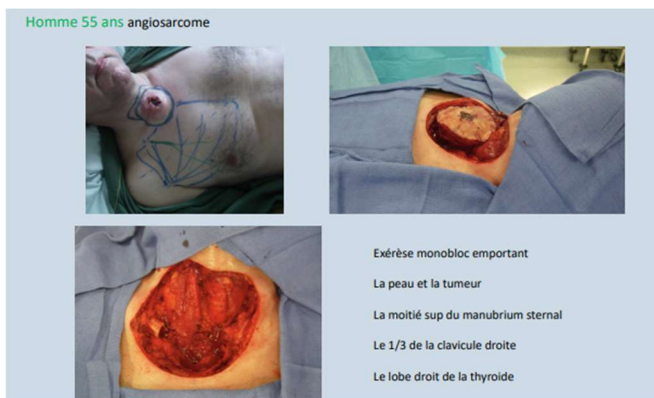 Homme 55 ans angiosarcome
Exérèse monobloc emportant
La peau et la tumeur
La moitié sup du manubrium sternal
Le 1/3 de la clavicule droite
Le lobe droit de la thyroide